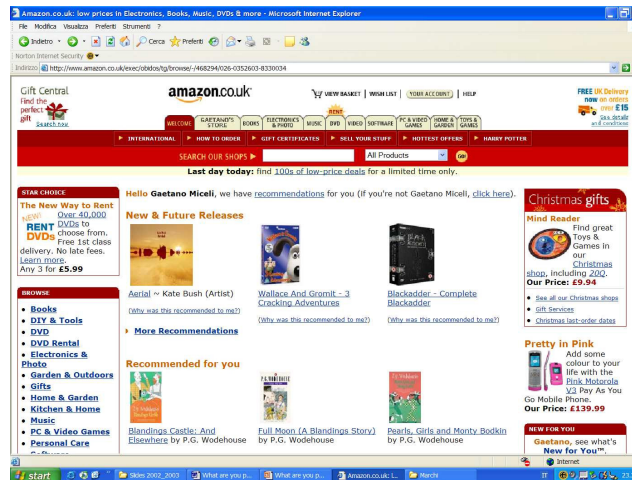 Amazon.co.uk: low prices in Electronics, Books, Music, DVDs & more - Microsoft Internet Explorer
File Modifica Visualizza Preferiti Strumenti ?
Indietro Cerca Preferiti
Norton Internet Security
Indirizzo http://www.amazon.co.uk/exec/obidos/tg/browse/-/468294/026-0352603-8330034
Gift Central
Find the
perfect
gift
Search now
amazon.co.uk
VIEW BASKET | WISH LIST | YOUR ACCOUNT | HELP
FREE UK Delivery
now on orders
over £15
See details
and conditions
RENT
WELCOME GAETANO'S STORE BOOKS ELECTRONICS & PHOTO MUSIC DVD VIDEO SOFTWARE PC & VIDEO GAMES HOME & GARDEN TOYS & GAMES
INTERNATIONAL HOW TO ORDER GIFT CERTIFICATES SELL YOUR STUFF HOTTEST OFFERS HARRY POTTER
SEARCH OUR SHOPS All Products GO!
Last day today: find 100s of low-price deals for a limited time only.
STAR CHOICE
The New Way to Rent
NEW! RENT DVDs
Over 40,000
DVDs to
choose from.
Free 1st class
delivery. No late fees.
Learn more.
Any 3 for £5.99
BROWSE
• Books
• DIY & Tools
• DVD
• DVD Rental
• Electronics &
Photo
• Garden & Outdoors
• Gifts
• Home & Garden
• Kitchen & Home
• Music
• PC & Video Games
• Personal Care
• Software
Hello Gaetano Miceli, we have recommendations for you (if you're not Gaetano Miceli, click here).
New & Future Releases
Aerial ~ Kate Bush (Artist)
(Why was this recommended to me?)
Wallace And Gromit - 3
Cracking Adventures
(Why was this recommended to me?)
Blackadder - Complete
Blackadder
(Why was this recommended to me?)
More Recommendations
Recommended for you
P.G. WODEHOUSE
Blandings Castle: And
Elsewhere by P.G. Wodehouse
Full Moon (A Blandings Story)
by P.G. Wodehouse
Pearls, Girls and Monty Bodkin
by P.G. Wodehouse
Christmas gifts
Mind Reader
Find great
Toys &
Games in
our
Christmas
shop, including 20Q.
Our Price: £9.94
• See all our Christmas shops
• Gift Services
• Christmas last-order dates
Pretty in Pink
Add some
colour to your
life with the
Pink Motorola
V3 Pay As You
Go Mobile Phone.
Our Price: £139.99
NEW FOR YOU
Gaetano, see what's
New for You™.
Internet
start Slides 2002_2003 What are you p... What are you p... Amazon.co.uk: l... Marchi IT